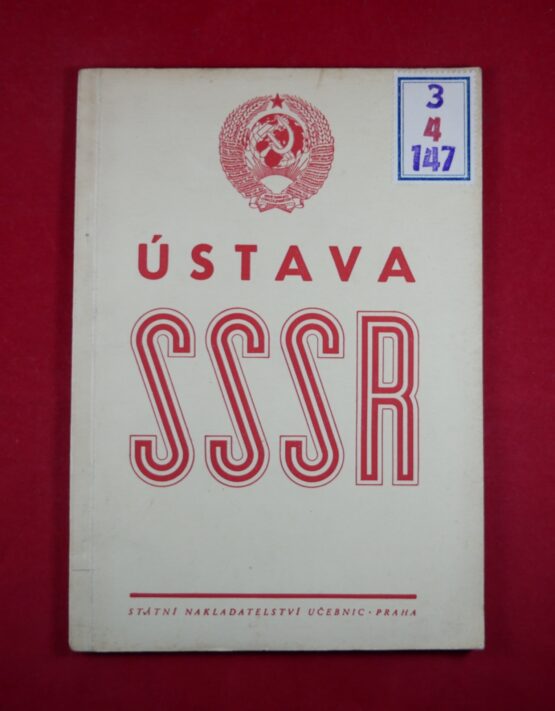 3
4
147
ÚSTAVA
SSSR
STÁTNÍ NAKLADATELSTVÍ UČEBNIC · PRAHA